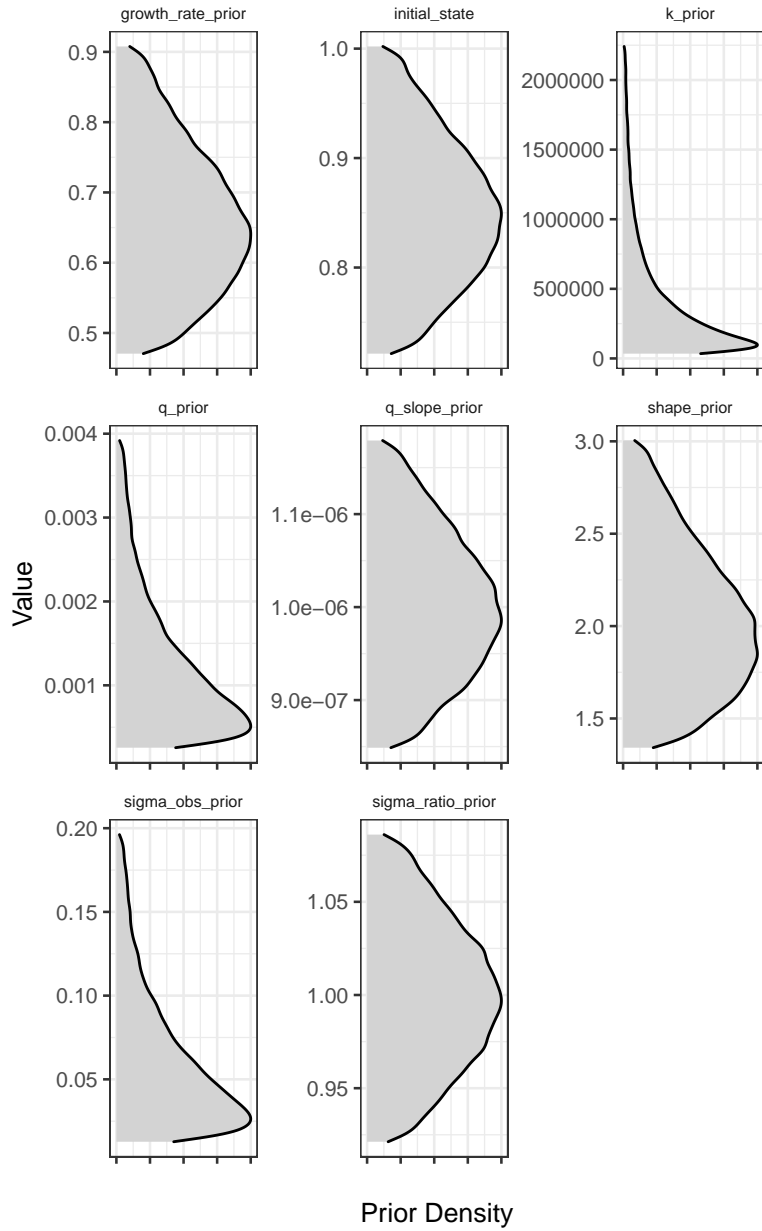 growth_rate_prior
initial_state
k_prior
0.9
0.8
0.7
0.6
0.5
1.0
0.9
0.8
2000000
1500000
1000000
500000
0
q_prior
q_slope_prior
shape_prior
0.004
0.003
0.002
0.001
1.1e−06
1.0e−06
9.0e−07
3.0
2.5
2.0
1.5
sigma_obs_prior
sigma_ratio_prior
0.20
0.15
0.10
0.05
1.05
1.00
0.95
Value
Prior Density